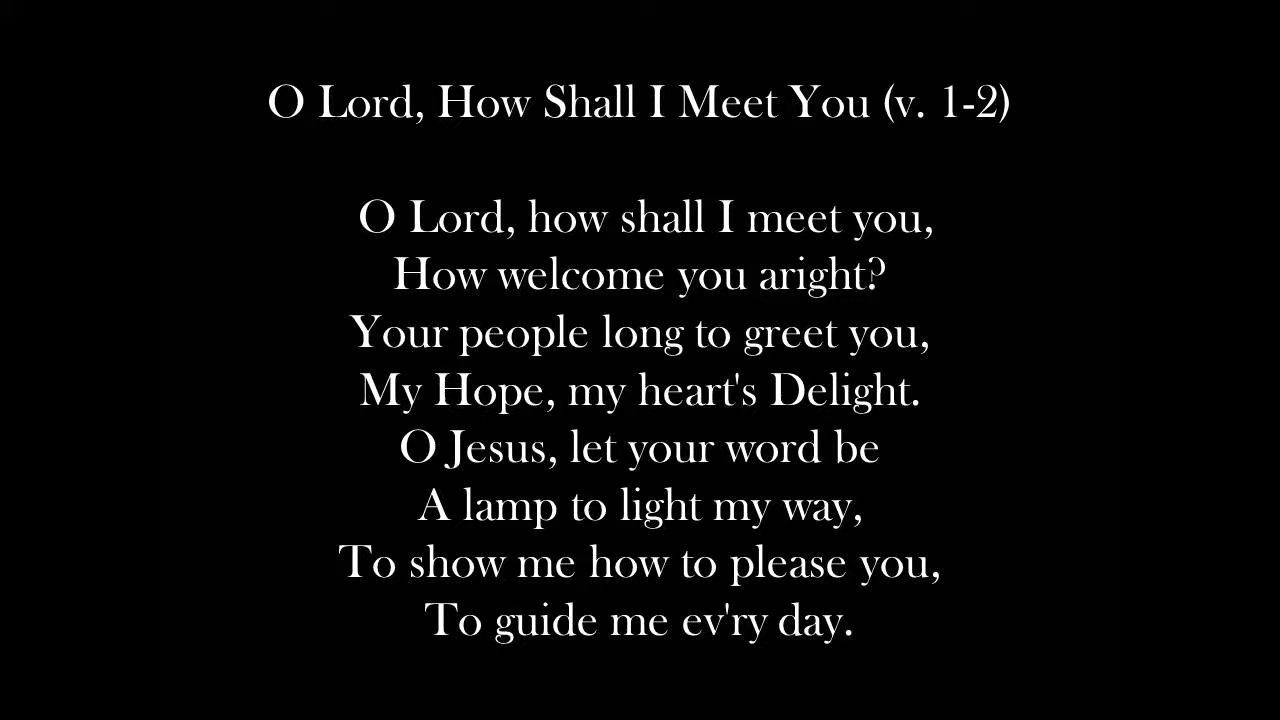 O Lord, How Shall I Meet You (v. 1-2)
O Lord, how shall I meet you,
How welcome you aright?
Your people long to greet you,
My Hope, my heart's Delight.
O Jesus, let your word be
A lamp to light my way,
To show me how to please you,
To guide me ev'ry day.